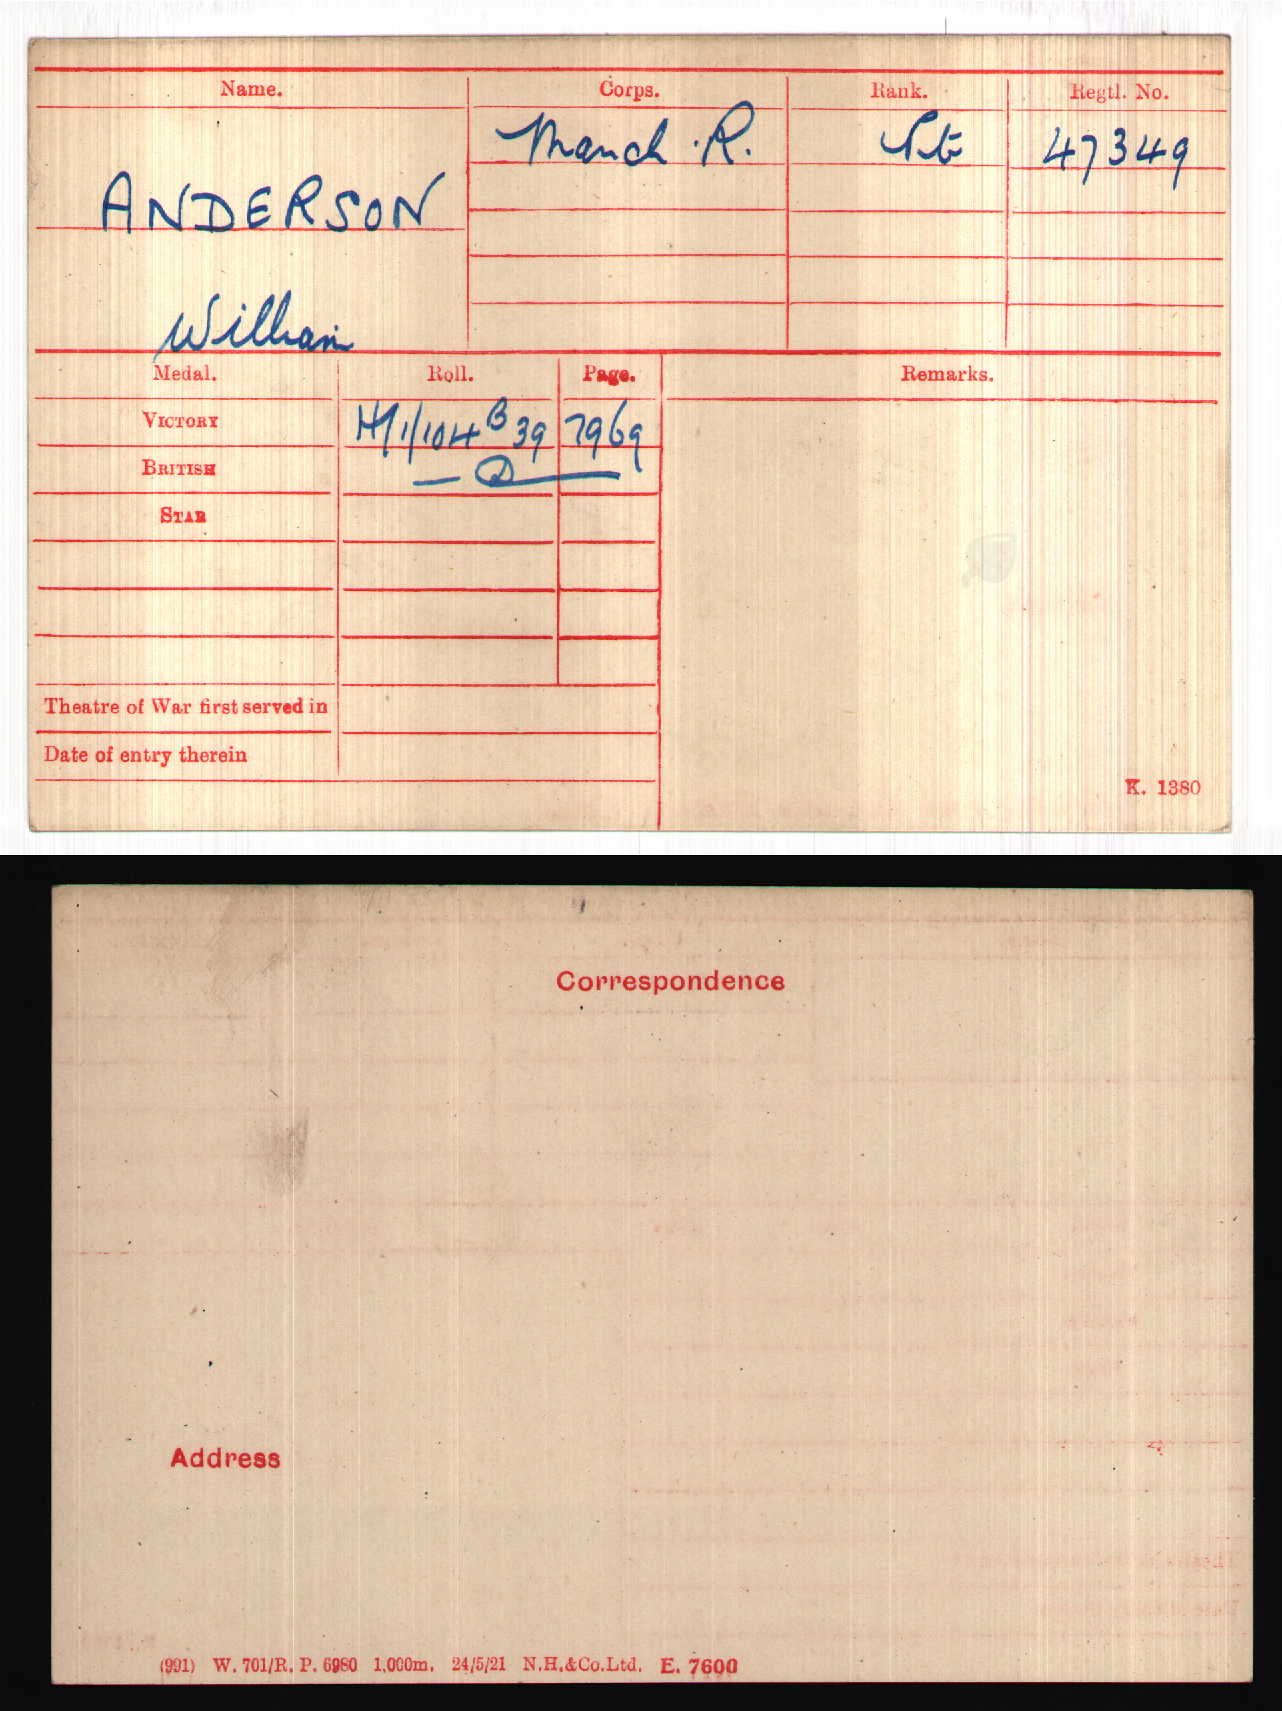 Name. Corps. Rank. Regtl. No.
Manch. R. Pte 47349
ANDERSON
William
Medal. Roll. Page. Remarks.
VICTORY H/1/104 B 39 7969
BRITISH — Do —
STAR
Theatre of War first served in
Date of entry therein
K. 1380
Correspondence
Address
(991) W. 701/R. P. 6980 1,000m. 24/5/21 N.H.&Co.Ltd. E. 7600